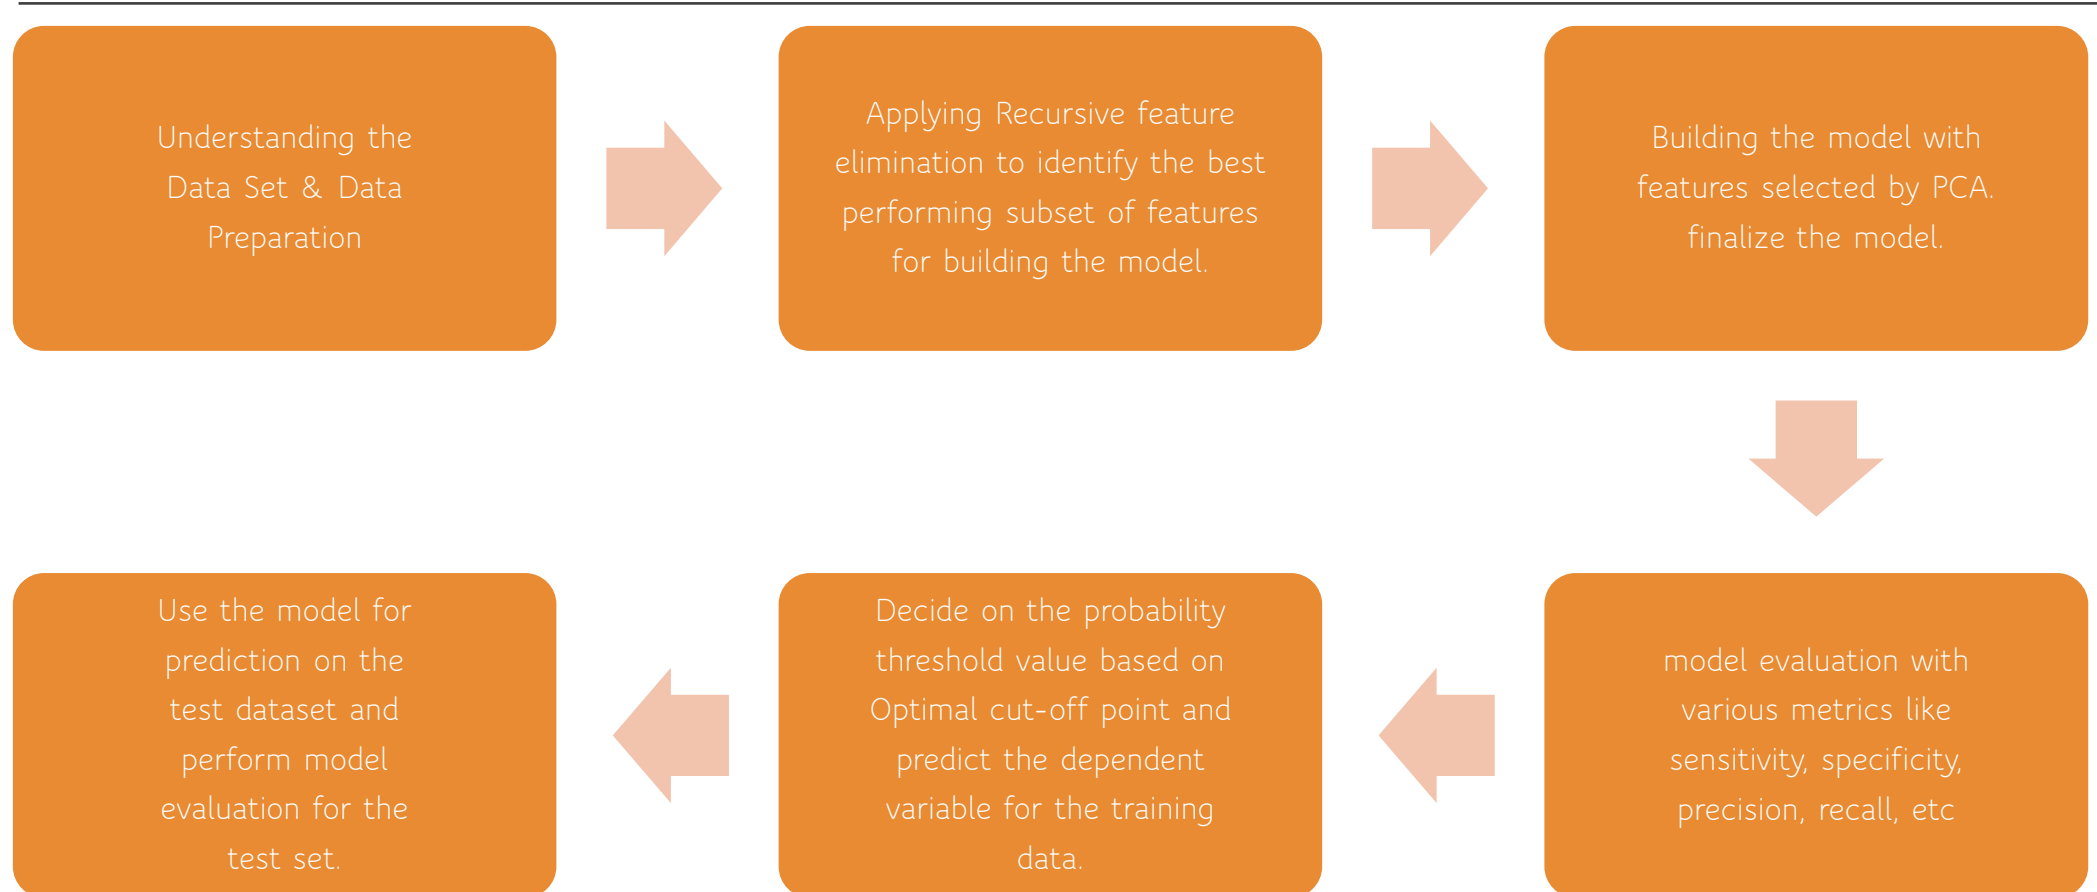 Understanding the
Data Set & Data
Preparation
Applying Recursive feature
elimination to identify the best
performing subset of features
for building the model.
Building the model with
features selected by PCA.
finalize the model.
model evaluation with
various metrics like
sensitivity, specificity,
precision, recall, etc
Decide on the probability
threshold value based on
Optimal cut-off point and
predict the dependent
variable for the training
data.
Use the model for
prediction on the
test dataset and
perform model
evaluation for the
test set.